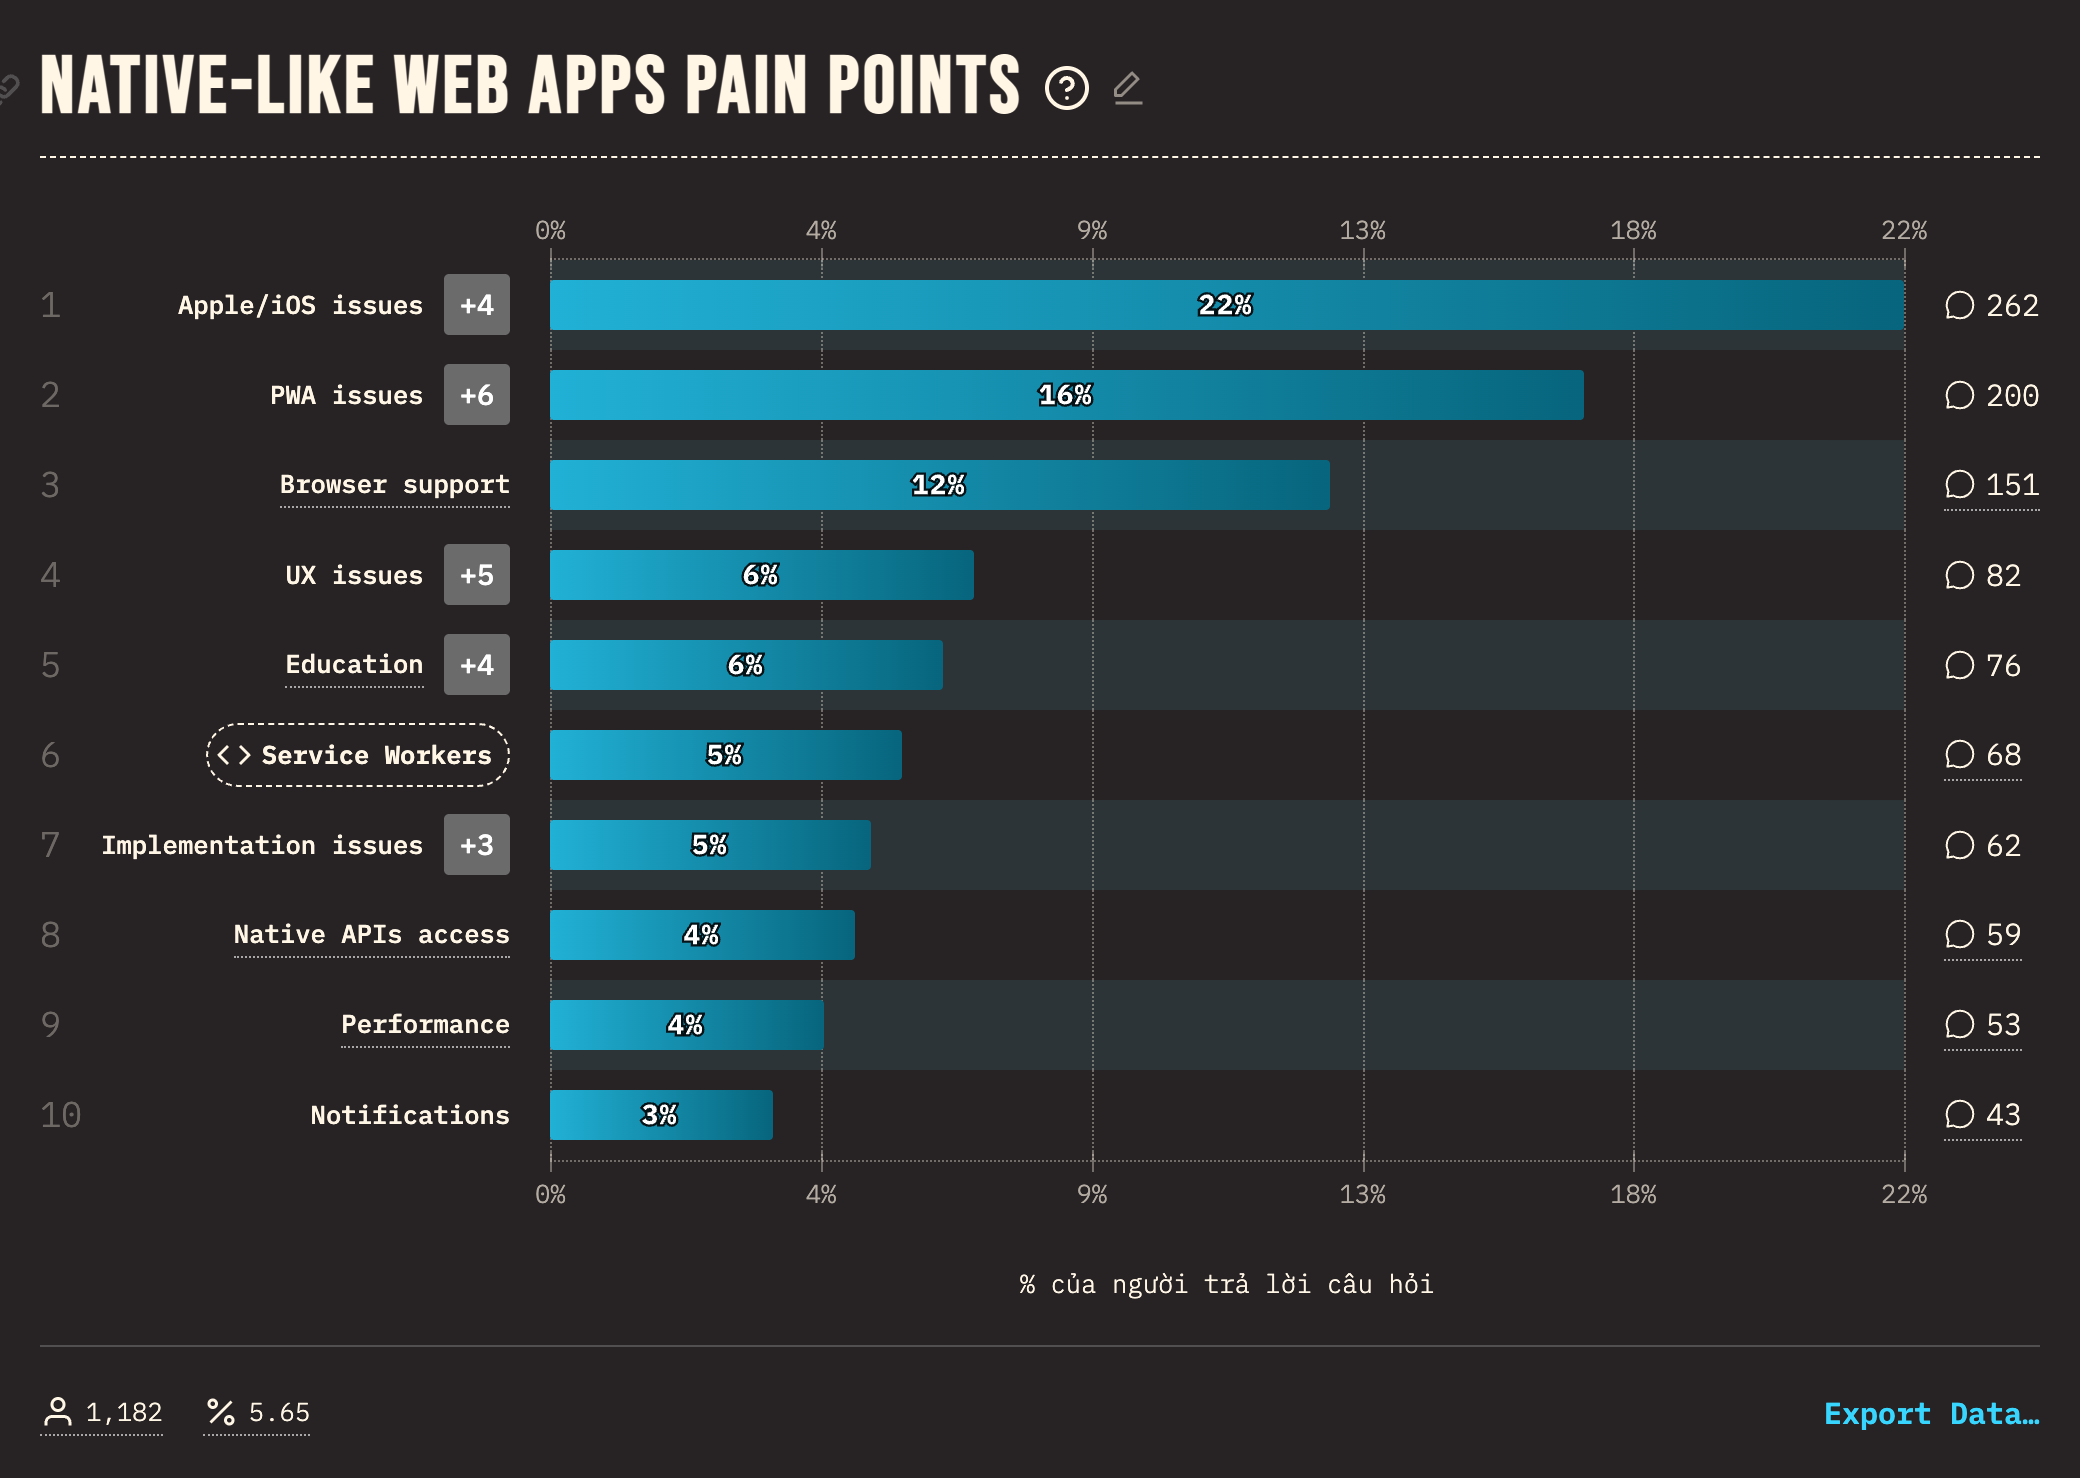 NATIVE-LIKE WEB APPS PAIN POINTS
0% 4% 9% 13% 18% 22%
1 Apple/iOS issues +4 22% 262
2 PWA issues +6 16% 200
3 Browser support 12% 151
4 UX issues +5 6% 82
5 Education +4 6% 76
6 <> Service Workers 5% 68
7 Implementation issues +3 5% 62
8 Native APIs access 4% 59
9 Performance 4% 53
10 Notifications 3% 43
0% 4% 9% 13% 18% 22%
% của người trả lời câu hỏi
1,182 % 5.65 Export Data…